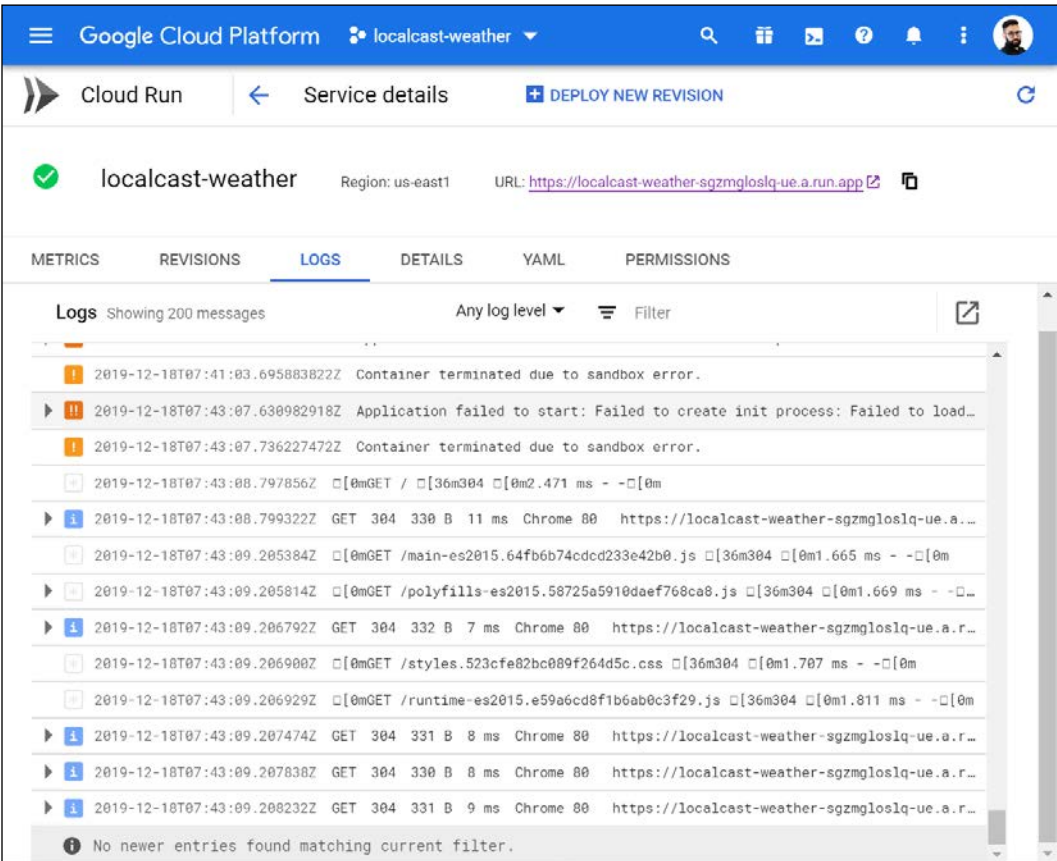 Google Cloud Platform localcast-weather
Cloud Run Service details DEPLOY NEW REVISION
localcast-weather Region: us-east1 URL: https://localcast-weather-sgzmgloslq-ue.a.run.app
METRICS REVISIONS LOGS DETAILS YAML PERMISSIONS
Logs Showing 200 messages Any log level Filter
2019-12-18T07:41:03.695883822Z Container terminated due to sandbox error.
2019-12-18T07:43:07.630982918Z Application failed to start: Failed to create init process: Failed to load…
2019-12-18T07:43:07.736227472Z Container terminated due to sandbox error.
2019-12-18T07:43:08.797856Z □[0mGET / □[36m304 □[0m2.471 ms - -□[0m
2019-12-18T07:43:08.799322Z GET 304 330 B 11 ms Chrome 80 https://localcast-weather-sgzmgloslq-ue.a.…
2019-12-18T07:43:09.205384Z □[0mGET /main-es2015.64fb6b74cdcd233e42b0.js □[36m304 □[0m1.665 ms - -□[0m
2019-12-18T07:43:09.205814Z □[0mGET /polyfills-es2015.58725a5910daef768ca8.js □[36m304 □[0m1.669 ms - -□…
2019-12-18T07:43:09.206792Z GET 304 332 B 7 ms Chrome 80 https://localcast-weather-sgzmgloslq-ue.a.r…
2019-12-18T07:43:09.206900Z □[0mGET /styles.523cfe82bc089f264d5c.css □[36m304 □[0m1.707 ms - -□[0m
2019-12-18T07:43:09.206929Z □[0mGET /runtime-es2015.e59a6cd8f1b6ab0c3f29.js □[36m304 □[0m1.811 ms - -□[0m
2019-12-18T07:43:09.207474Z GET 304 331 B 8 ms Chrome 80 https://localcast-weather-sgzmgloslq-ue.a.r…
2019-12-18T07:43:09.207838Z GET 304 330 B 8 ms Chrome 80 https://localcast-weather-sgzmgloslq-ue.a.r…
2019-12-18T07:43:09.208232Z GET 304 331 B 9 ms Chrome 80 https://localcast-weather-sgzmgloslq-ue.a.r…
No newer entries found matching current filter.